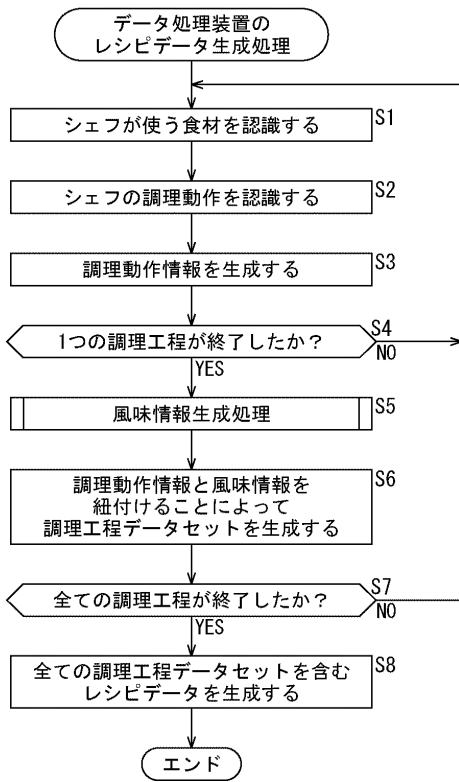 データ処理装置の
レシピデータ生成処理
シェフが使う食材を認識する
S1
シェフの調理動作を認識する
S2
調理動作情報を生成する
S3
1つの調理工程が終了したか?
S4
NO
YES
風味情報生成処理
S5
調理動作情報と風味情報を
紐付けることによって
調理工程データセットを生成する
S6
全ての調理工程が終了したか?
S7
NO
YES
全ての調理工程データセットを含む
レシピデータを生成する
S8
エンド